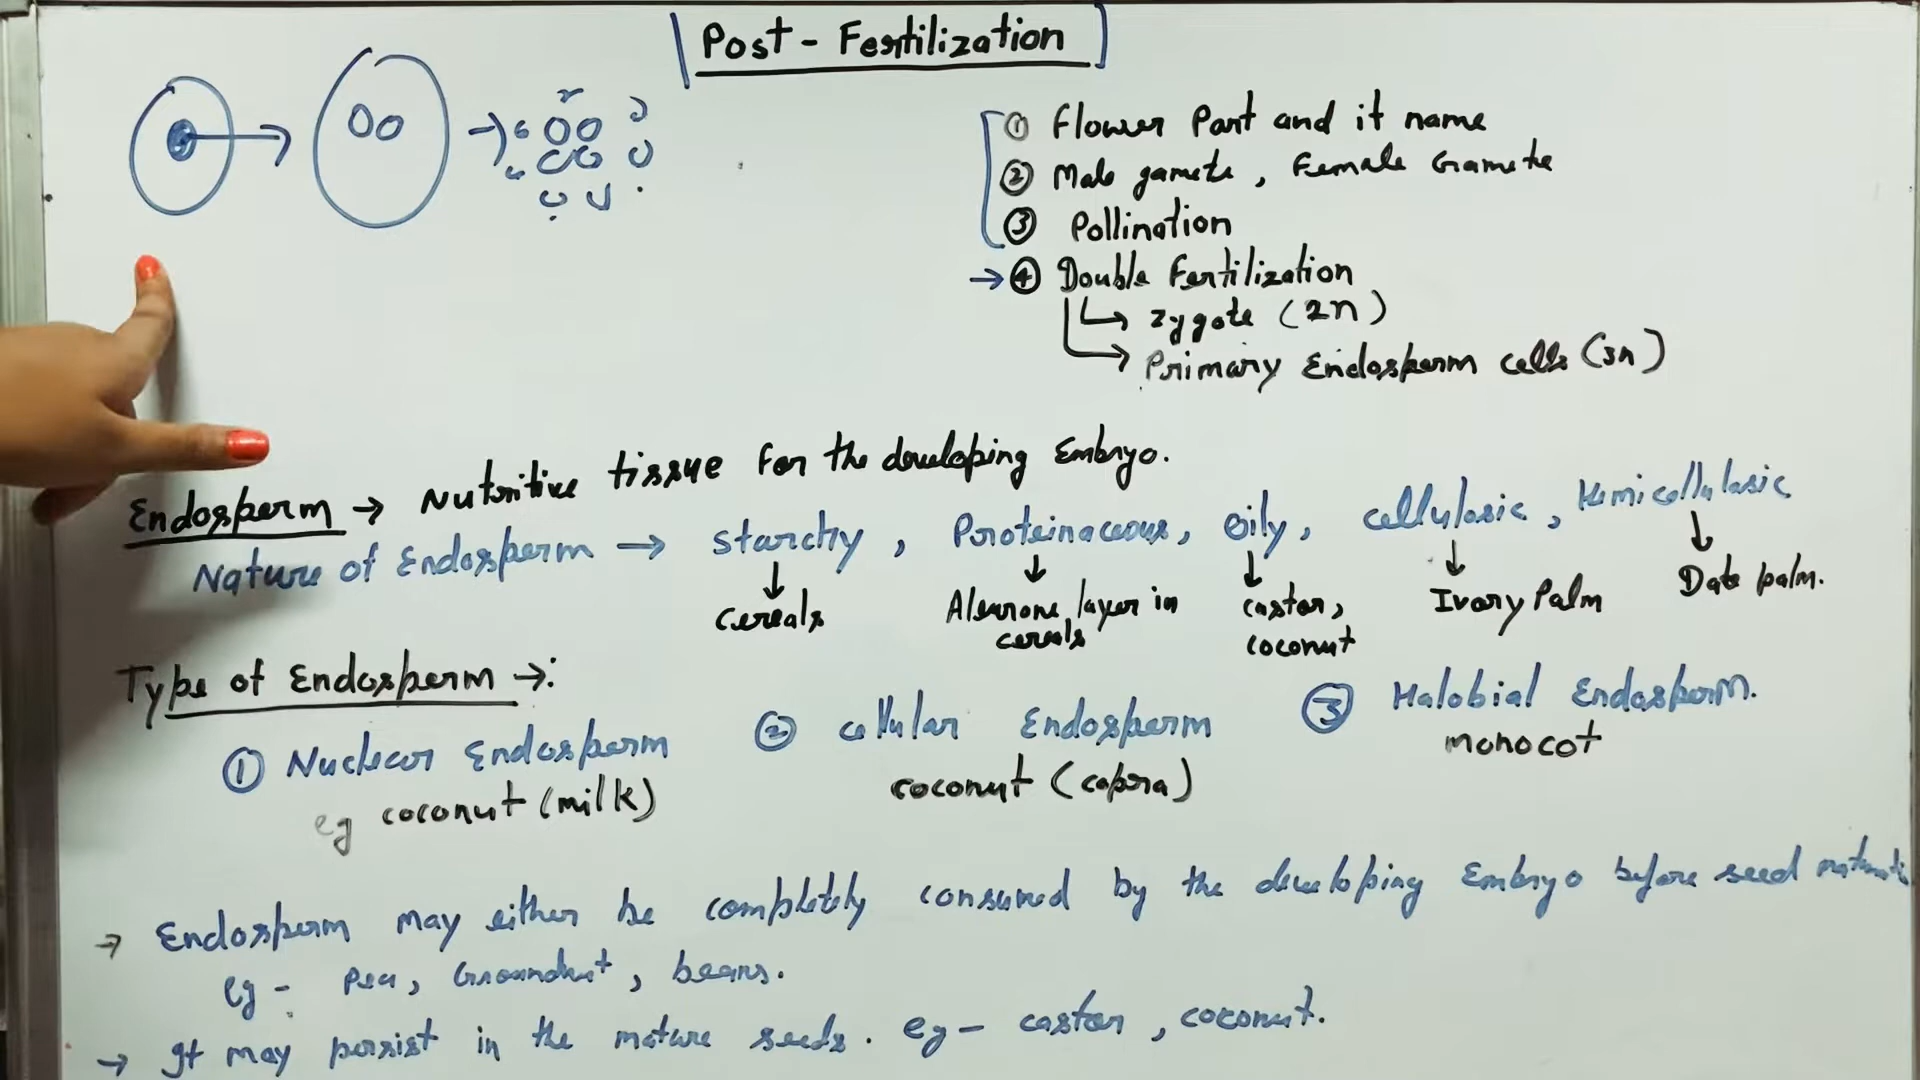 Post - Fertilization
① Flower Part and it name
② Male gamete, Female Gamete
③ Pollination
→ ④ Double Fertilization
↳ zygote (2n)
→ Primary Endosperm cells (3n)
Endosperm → Nutritive tissue for the developing Embryo.
Nature of Endosperm → starchy, Proteinaceous, oily, cellulosic, Hemicellulosic
↓ cereals
↓ Aleurone layer in cereals
↓ castor, coconut
↓ Ivory Palm
↓ Date palm.
Type of Endosperm →:
① Nuclear Endosperm
eg coconut (milk)
② cellular Endosperm
coconut (copra)
③ Halobial Endosperm.
monocot
→ Endosperm may either be completely consumed by the developing Embryo before seed
eg - Pea, Groundnut, beans.
→ It may persist in the mature seeds. eg - castor, coconut.